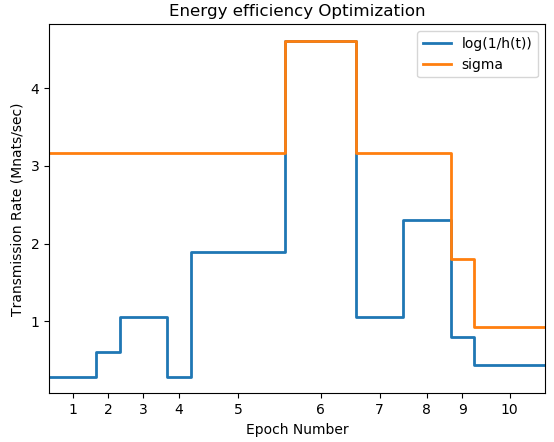 Energy efficiency Optimization
log(1/h(t))
sigma
Transmission Rate (Mnats/sec)
4
3
2
1
1 2 3 4 5 6 7 8 9 10
Epoch Number